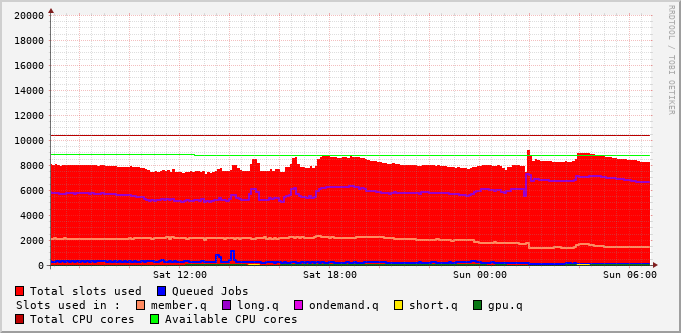 20000
18000
16000
14000
12000
10000
8000
6000
4000
2000
0
Sat 12:00 Sat 18:00 Sun 00:00 Sun 06:00
Total slots used Queued Jobs
Slots used in : member.q long.q ondemand.q short.q gpu.q
Total CPU cores Available CPU cores
RRDTOOL / TOBI OETIKER